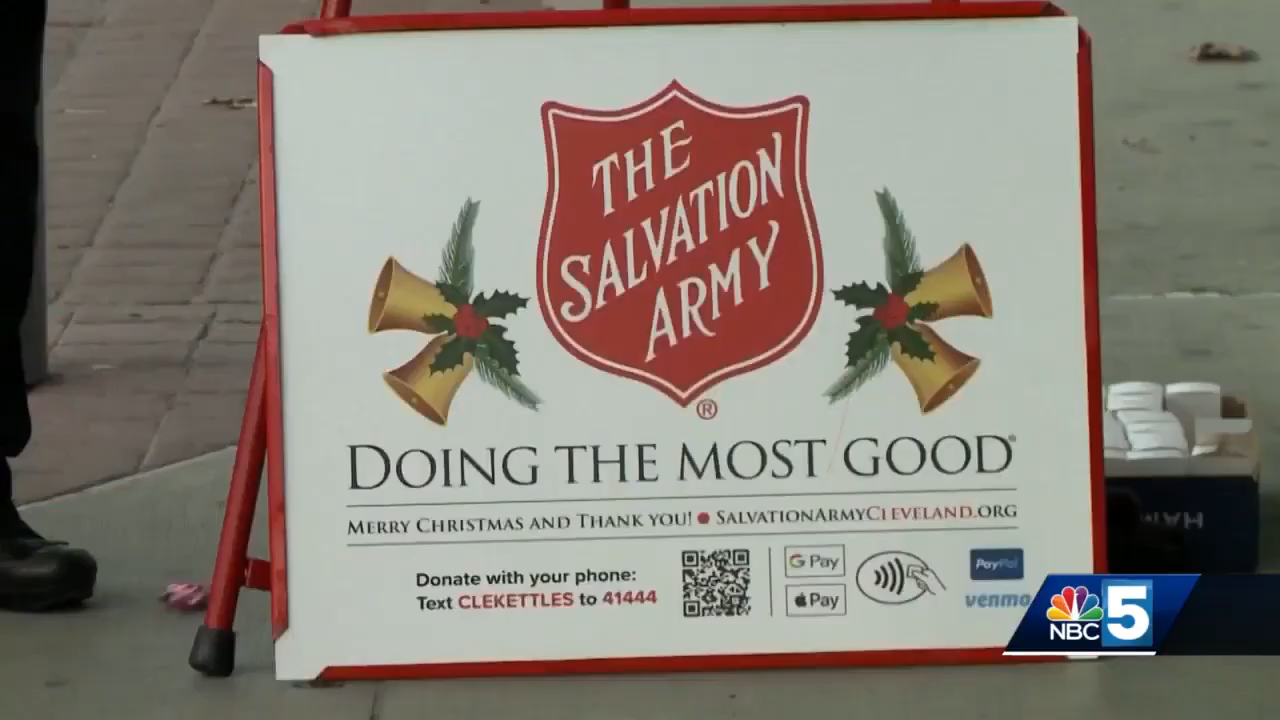 THE
SALVATION
ARMY
®
DOING THE MOST GOOD®
MERRY CHRISTMAS AND THANK YOU! • SALVATIONARMYCLEVELAND.ORG
Donate with your phone:
Text CLEKETTLES to 41444
G Pay
Pay
PayPal
venmo
NBC 5